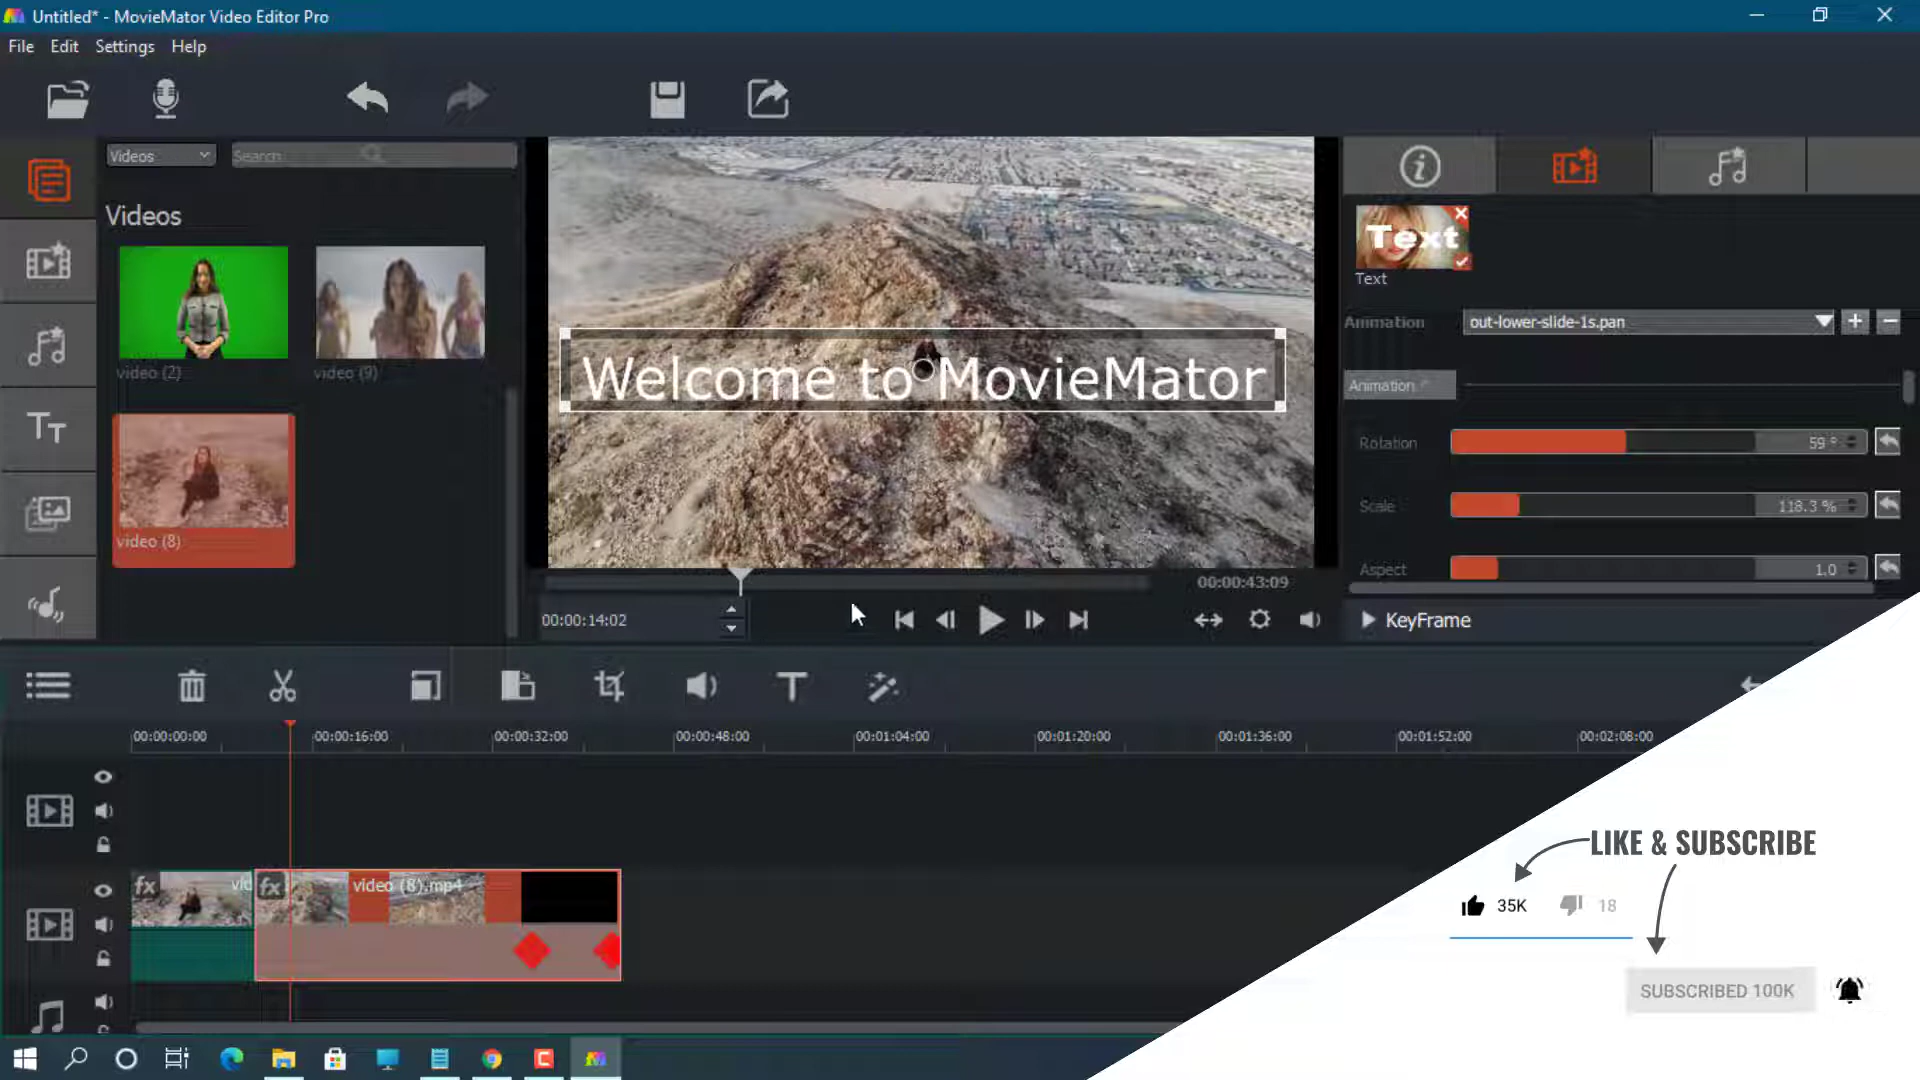 Untitled* - MovieMator Video Editor Pro
File Edit Settings Help
Videos
Search
Videos
video (2)
video (9)
video (8)
Welcome to MovieMator
00:00:14:02
00:00:43:09
Text
Text
Animation
out-lower-slide-1s.pan
Animation
Rotation
59 °
Scale
118.3 %
Aspect
1.0
KeyFrame
00:00:00:00
00:00:16:00
00:00:32:00
00:00:48:00
00:01:04:00
00:01:20:00
00:01:36:00
00:01:52:00
00:02:08:00
fx
vid
fx
video (8).mp4
LIKE & SUBSCRIBE
35K
18
SUBSCRIBED 100K